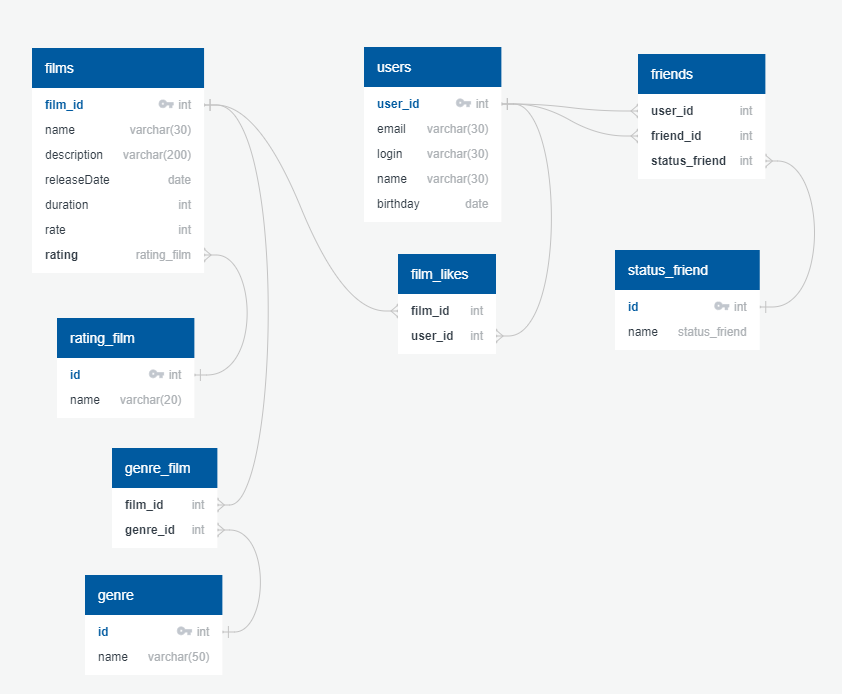 films
film_id int
name varchar(30)
description varchar(200)
releaseDate date
duration int
rate int
rating rating_film
users
user_id int
email varchar(30)
login varchar(30)
name varchar(30)
birthday date
friends
user_id int
friend_id int
status_friend int
film_likes
film_id int
user_id int
status_friend
id int
name status_friend
rating_film
id int
name varchar(20)
genre_film
film_id int
genre_id int
genre
id int
name varchar(50)